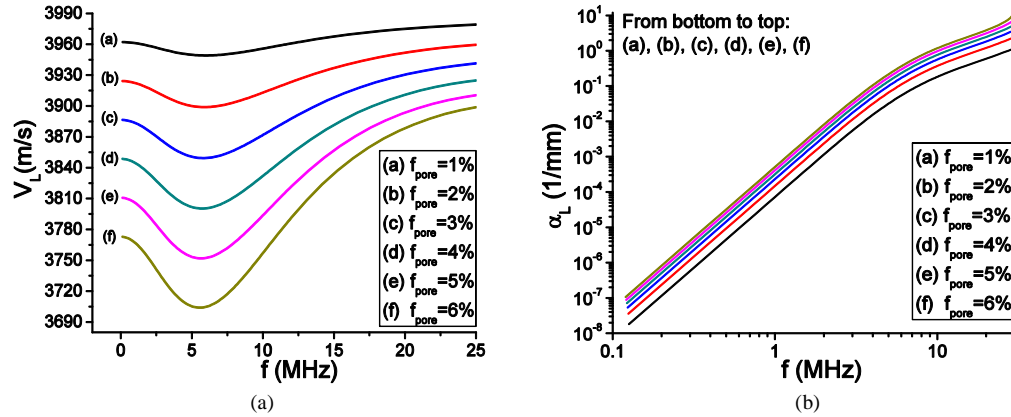 3990
3960
3930
3900
3870
3840
3810
3780
3750
3720
3690
V_L(m/s)
(a)
(b)
(c)
(d)
(e)
(f)
(a) f_pore=1%
(b) f_pore=2%
(c) f_pore=3%
(d) f_pore=4%
(e) f_pore=5%
(f) f_pore=6%
0 5 10 15 20 25
f (MHz)
(a)
From bottom to top:
(a), (b), (c), (d), (e), (f)
10^1
10^0
10^-1
10^-2
10^-3
10^-4
10^-5
10^-6
10^-7
10^-8
α_L (1/mm)
(a) f_pore=1%
(b) f_pore=2%
(c) f_pore=3%
(d) f_pore=4%
(e) f_pore=5%
(f) f_pore=6%
0.1 1 10
f (MHz)
(b)